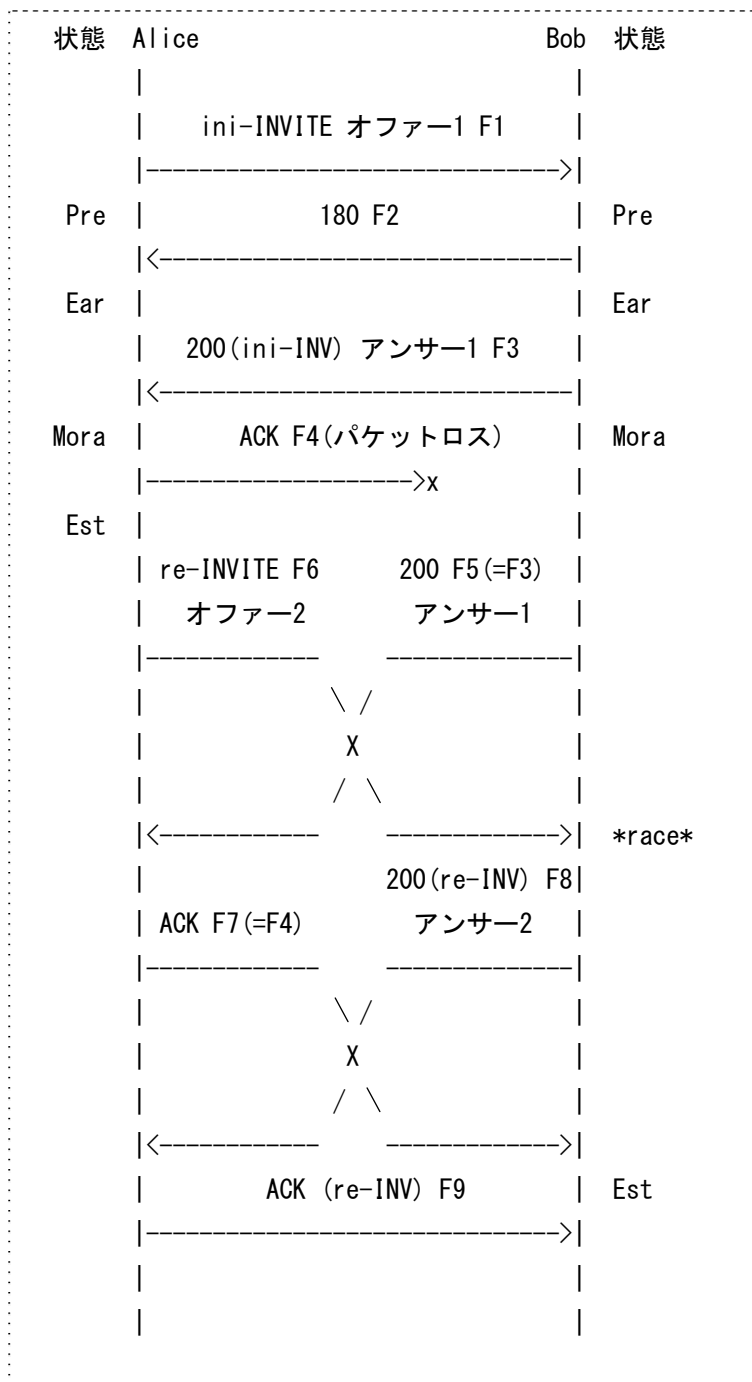 状態 Alice Bob 状態
ini-INVITE オファー1 F1
Pre 180 F2 Pre
Ear Ear
200(ini-INV) アンサー1 F3
Mora ACK F4(パケットロス) Mora
x
Est
re-INVITE F6 200 F5(=F3)
オファー2 アンサー1
X
*race*
200(re-INV) F8
ACK F7(=F4) アンサー2
X
ACK (re-INV) F9 Est